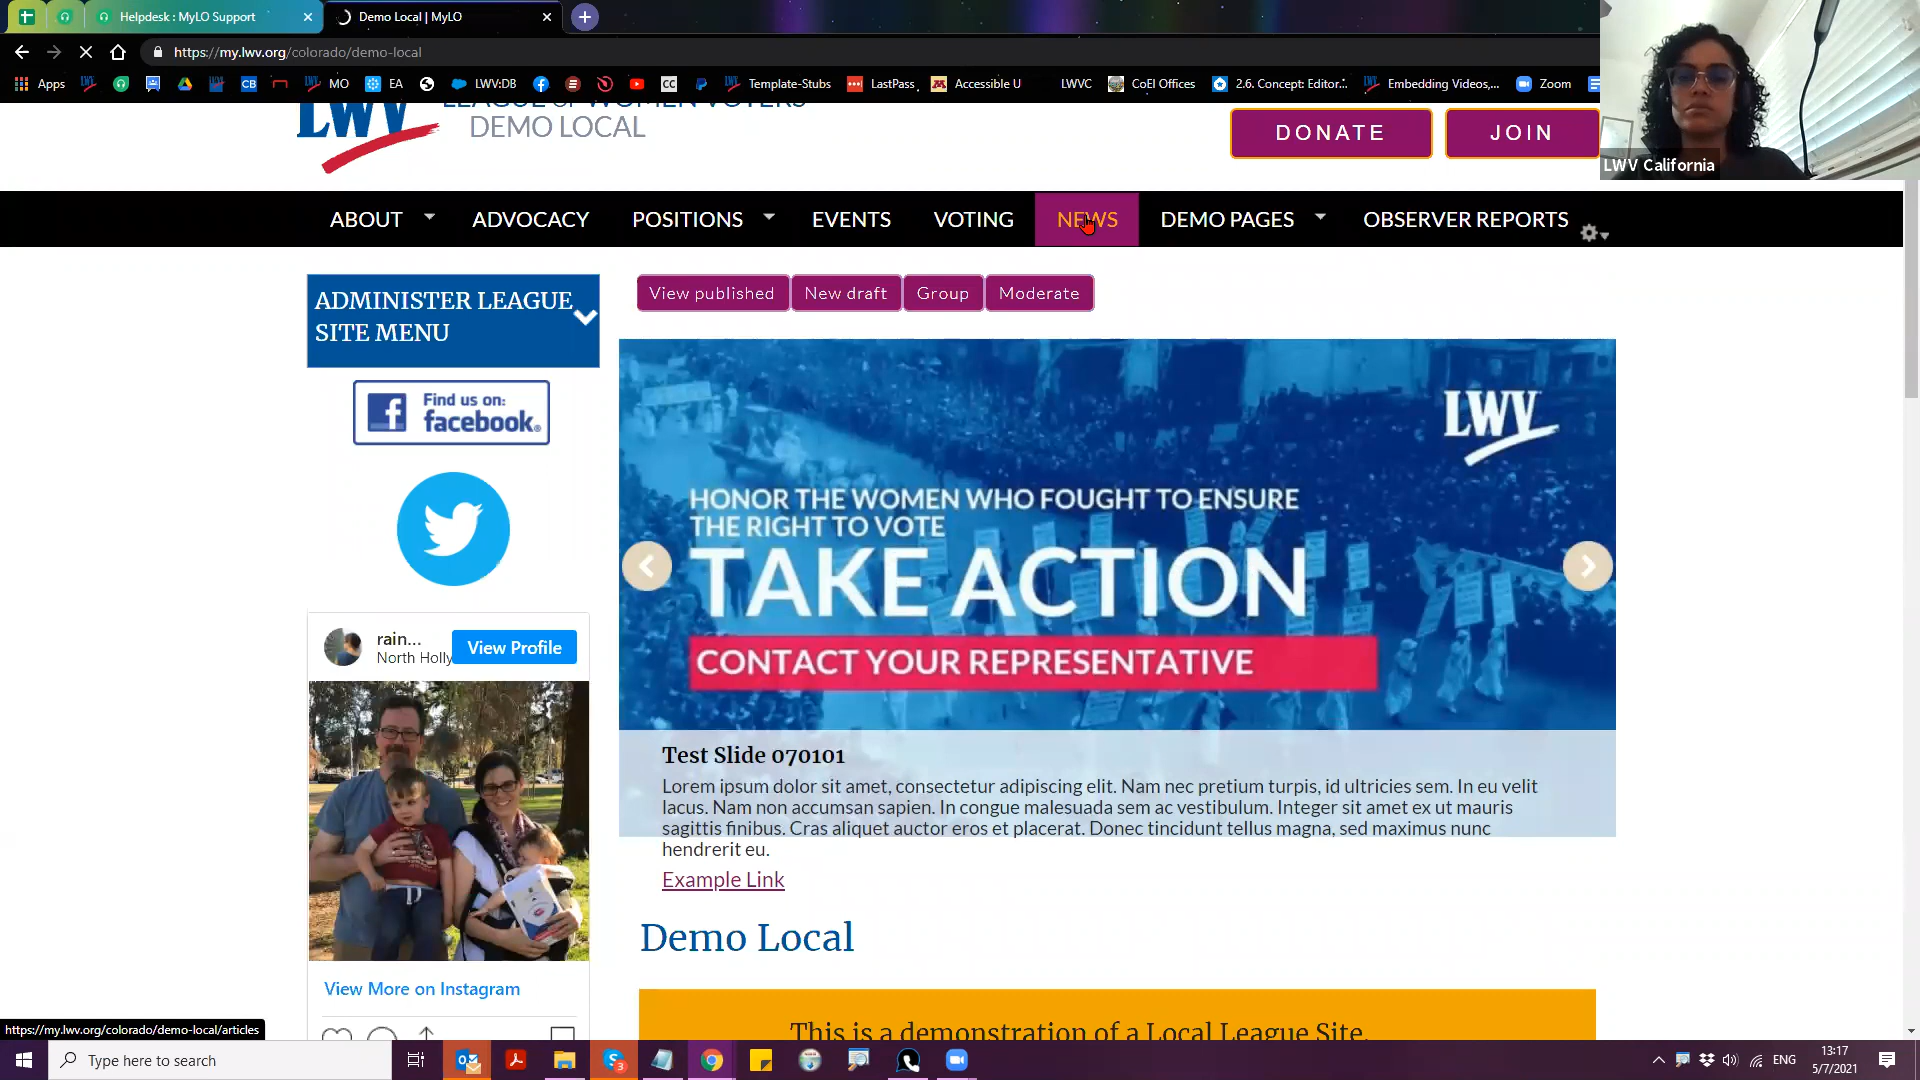 Helpdesk : MyLO Support
Demo Local | MyLO
https://my.lwv.org/colorado/demo-local
Apps
CB
MO
EA
LWV:DB
CC
Template-Stubs
LastPass
Accessible U
LWVC
CoEl Offices
2.6. Concept: Editor...
Embedding Videos,...
Zoom
LWV California
LWV
LEAGUE OF WOMEN VOTERS
DEMO LOCAL
DONATE
JOIN
ABOUT
ADVOCACY
POSITIONS
EVENTS
VOTING
NEWS
DEMO PAGES
OBSERVER REPORTS
ADMINISTER LEAGUE
SITE MENU
View published
New draft
Group
Moderate
Find us on:
facebook.
LWV
HONOR THE WOMEN WHO FOUGHT TO ENSURE
THE RIGHT TO VOTE
TAKE ACTION
CONTACT YOUR REPRESENTATIVE
rain...
North Holly
View Profile
Test Slide 070101
Lorem ipsum dolor sit amet, consectetur adipiscing elit. Nam nec pretium turpis, id ultricies sem. In eu velit
lacus. Nam non accumsan sapien. In congue malesuada sem ac vestibulum. Integer sit amet ex ut mauris
sagittis finibus. Cras aliquet auctor eros et placerat. Donec tincidunt tellus magna, sed maximus nunc
hendrerit eu.
Example Link
Demo Local
View More on Instagram
This is a demonstration of a Local League Site.
https://my.lwv.org/colorado/demo-local/articles
Type here to search
3
ENG
13:17
5/7/2021